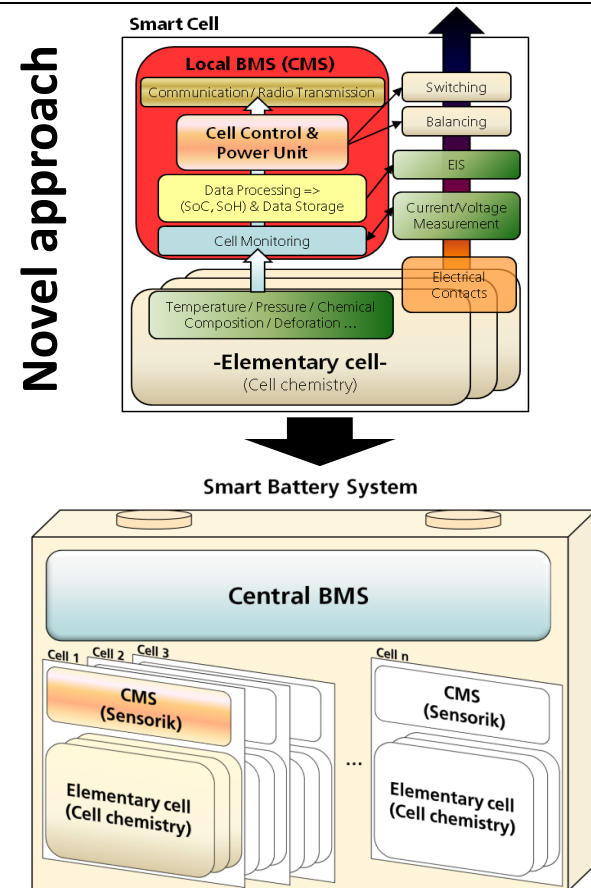 Novel approach
Smart Cell
Local BMS (CMS)
Communication / Radio Transmission
Cell Control &
Power Unit
Data Processing =>
(SoC, SoH) & Data Storage
Cell Monitoring
Switching
Balancing
EIS
Current/Voltage
Measurement
Electrical
Contacts
Temperature / Pressure / Chemical
Composition / Deforation ...
-Elementary cell-
(Cell chemistry)
Smart Battery System
Central BMS
Cell 1
Cell 2
Cell 3
Cell n
CMS
(Sensorik)
CMS
(Sensorik)
...
Elementary cell
(Cell chemistry)
Elementary cell
(Cell chemistry)